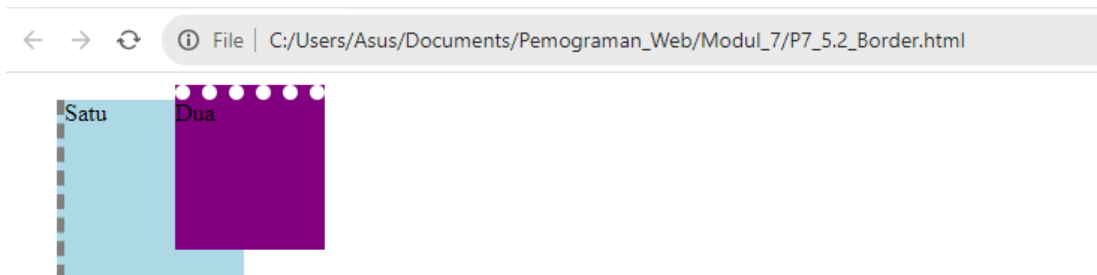 File C:/Users/Asus/Documents/Pemograman_Web/Modul_7/P7_5.2_Border.html
Satu
Dua